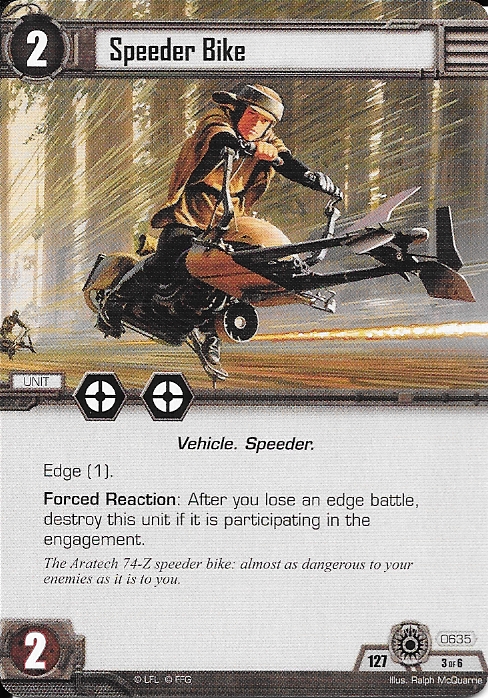 2
Speeder Bike
UNIT
Vehicle. Speeder.
Edge (1).
Forced Reaction: After you lose an edge battle,
destroy this unit if it is participating in the
engagement.
The Aratech 74-Z speeder bike: almost as dangerous to your
enemies as it is to you.
2
0635
127
3 OF 6
© LFL © FFG
Illus. Ralph McQuarrie